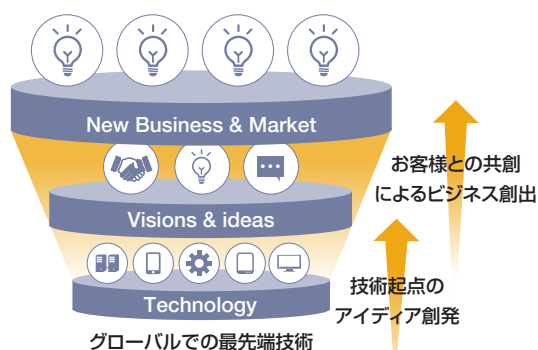 New Business & Market
お客様との共創
によるビジネス創出
Visions & ideas
技術起点の
アイディア創発
Technology
グローバルでの最先端技術